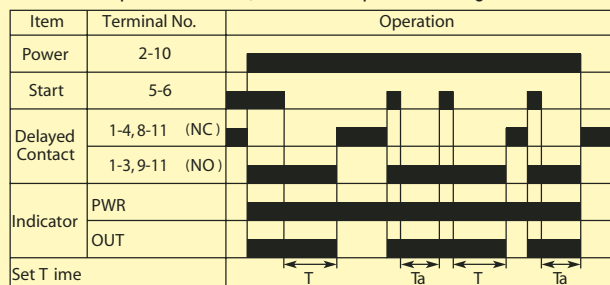 Item Terminal No. Operation
Power 2-10
Start 5-6
Delayed Contact 1-4, 8-11 (NC)
1-3, 9-11 (NO)
Indicator PWR
OUT
Set T ime T Ta T Ta